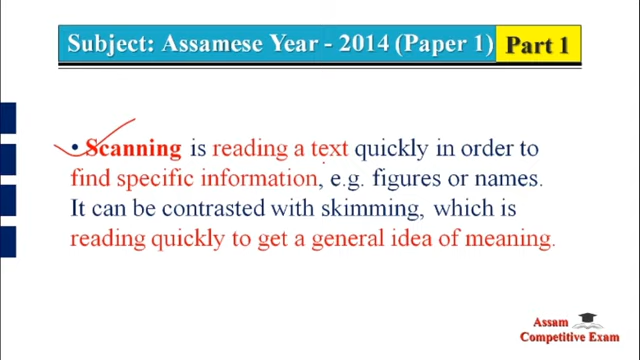 Subject: Assamese Year - 2014 (Paper 1) Part 1
• Scanning is reading a text quickly in order to
find specific information, e.g. figures or names.
It can be contrasted with skimming, which is
reading quickly to get a general idea of meaning.
Assam
Competitive Exam